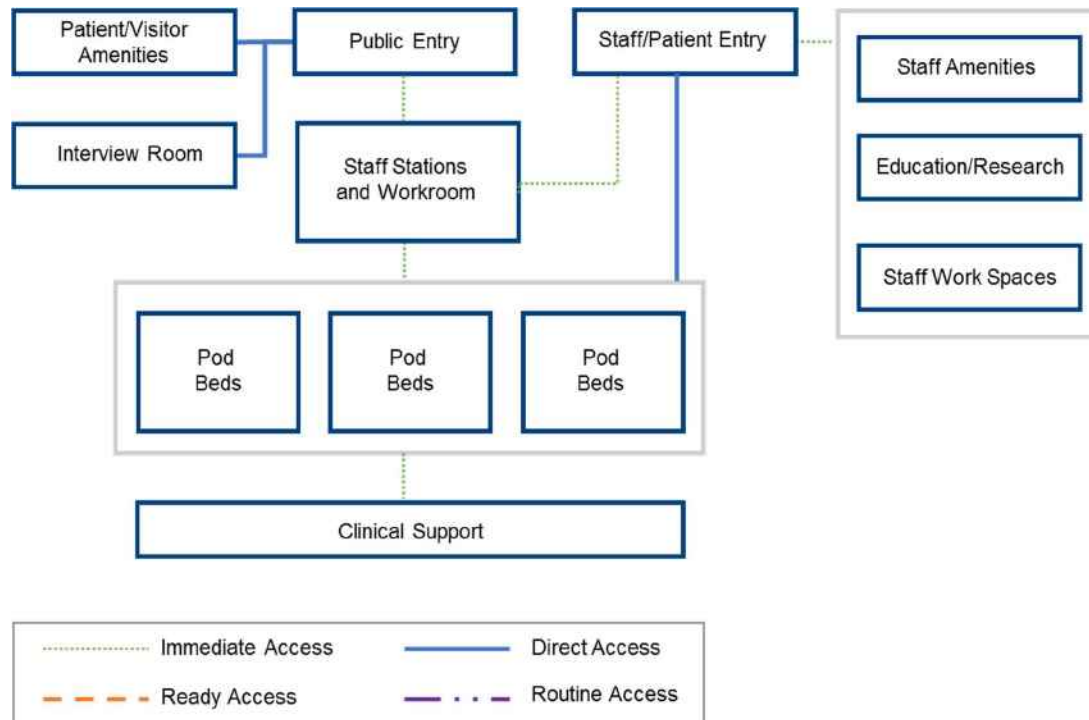 Patient/Visitor
Amenities
Public Entry
Staff/Patient Entry
Staff Amenities
Interview Room
Staff Stations
and Workroom
Education/Research
Staff Work Spaces
Pod
Beds
Pod
Beds
Pod
Beds
Clinical Support
Immediate Access
Direct Access
Ready Access
Routine Access